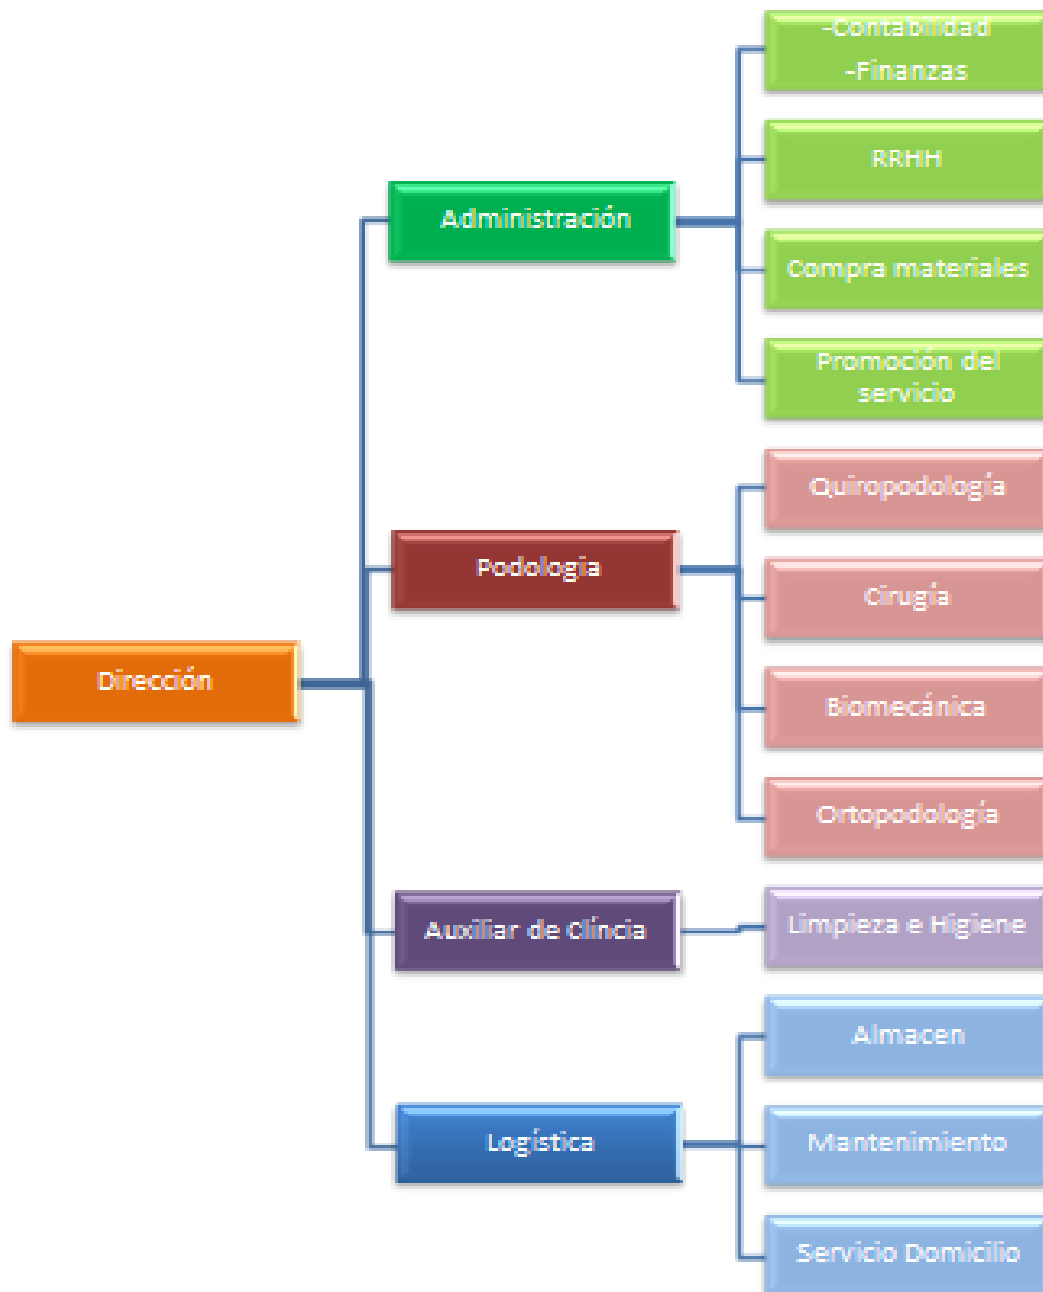 -Contabilidad
-Finanzas
RRHH
Administración
Compra materiales
Promoción del
servicio
Quiropodología
Podologia
Cirugía
Dirección
Biomecánica
Ortopodología
Auxiliar de Clíncia
Limpieza e Higiene
Almacen
Logística
Mantenimiento
Servicio Domicilio